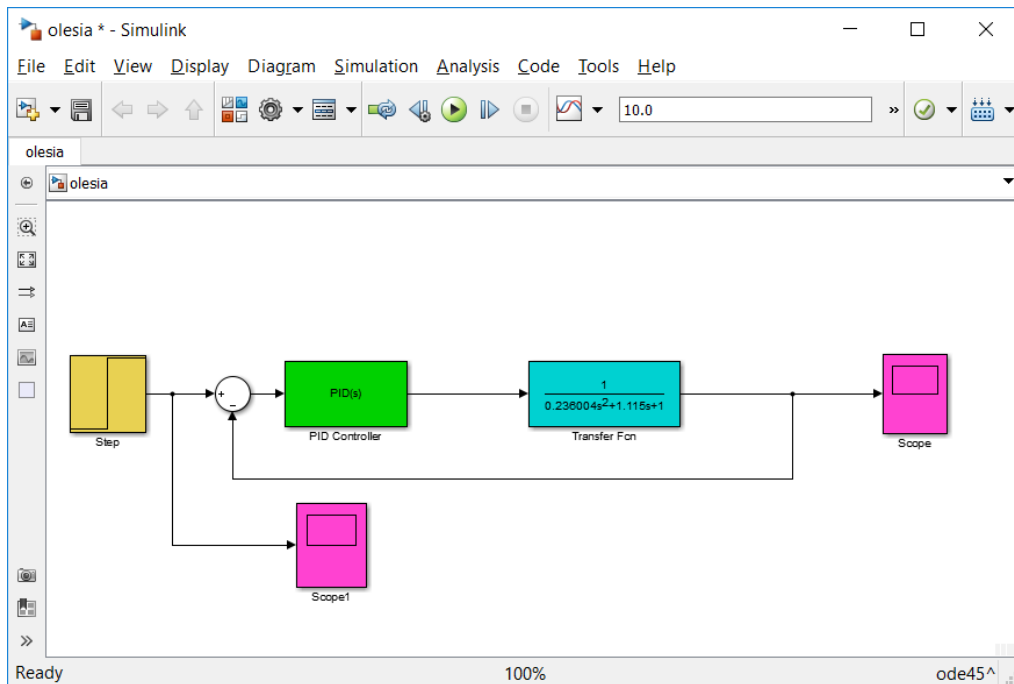 olesia * - Simulink
File Edit View Display Diagram Simulation Analysis Code Tools Help
10.0 »
olesia
olesia
A
PID(s)
1
0.236004s²+1.115s+1
+
−
Step
PID Controller
Transfer Fcn
Scope
Scope1
»
Ready 100% ode45^